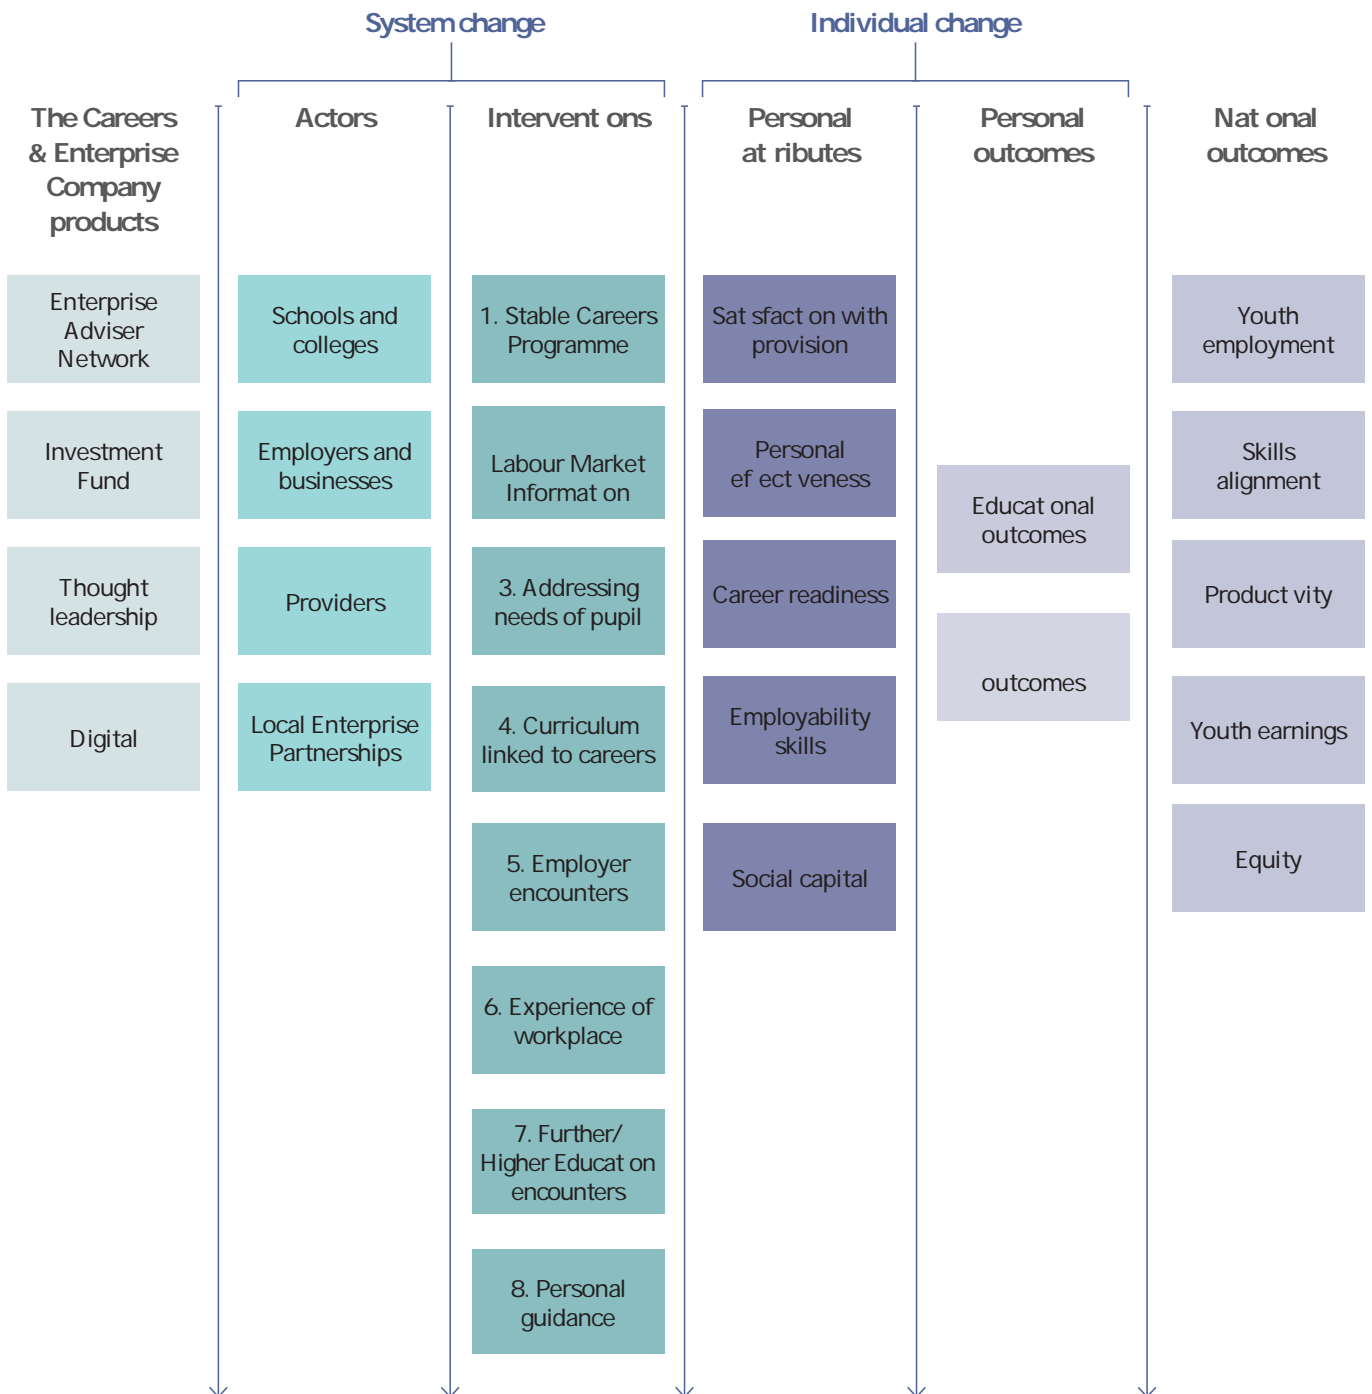 System change
Individual change
The Careers
& Enterprise
Company
products
Actors
Intervent ons
Personal
at ributes
Personal
outcomes
Nat onal
outcomes
Enterprise
Adviser
Network
Investment
Fund
Thought
leadership
Digital
Schools and
colleges
Employers and
businesses
Providers
Local Enterprise
Partnerships
1. Stable Careers
Programme
Labour Market
Informat on
3. Addressing
needs of pupil
4. Curriculum
linked to careers
5. Employer
encounters
6. Experience of
workplace
7. Further/
Higher Educat on
encounters
8. Personal
guidance
Sat sfact on with
provision
Personal
ef ect veness
Career readiness
Employability
skills
Social capital
Educat onal
outcomes
outcomes
Youth
employment
Skills
alignment
Product vity
Youth earnings
Equity